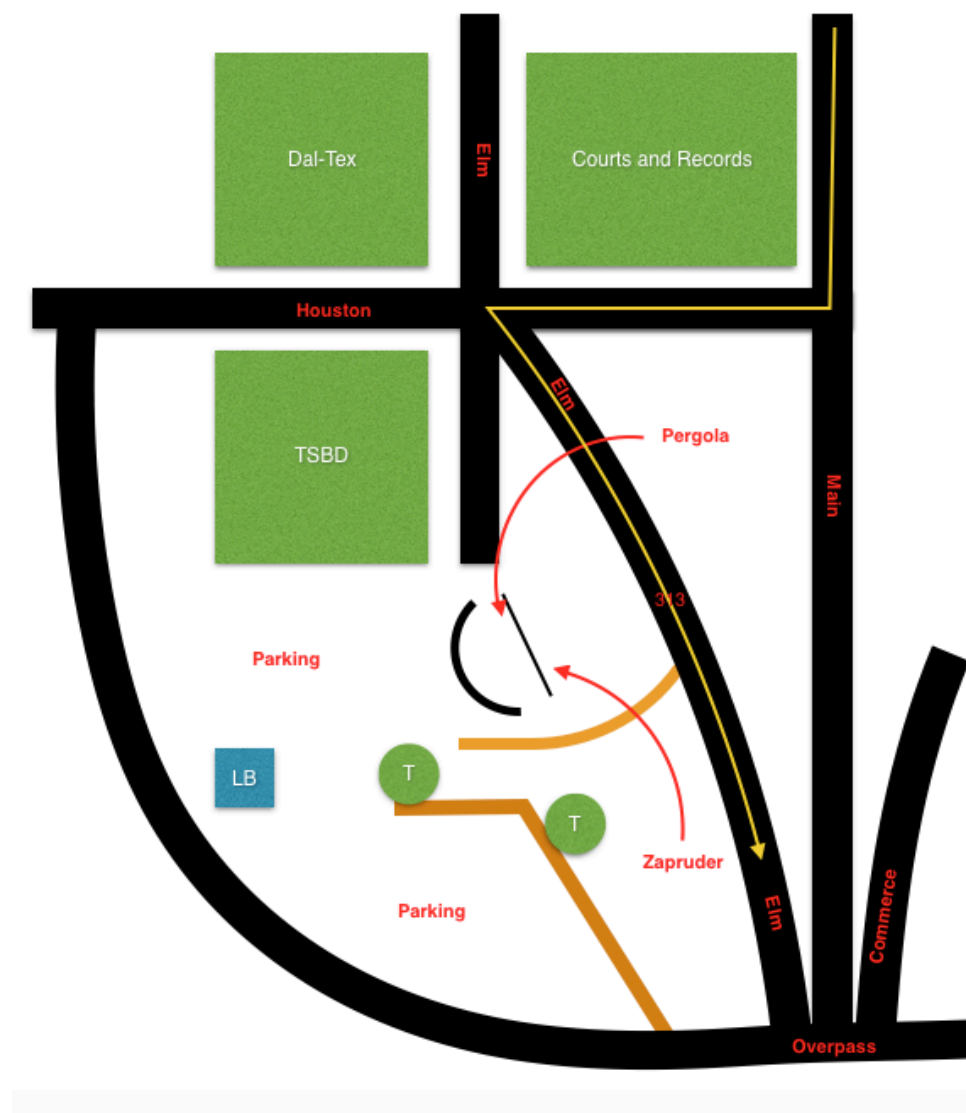 Dal-Tex
Elm
Courts and Records
Houston
Elm
Pergola
TSBD
Main
313
Parking
LB
T
T
Zapruder
Parking
Elm
Commerce
Overpass